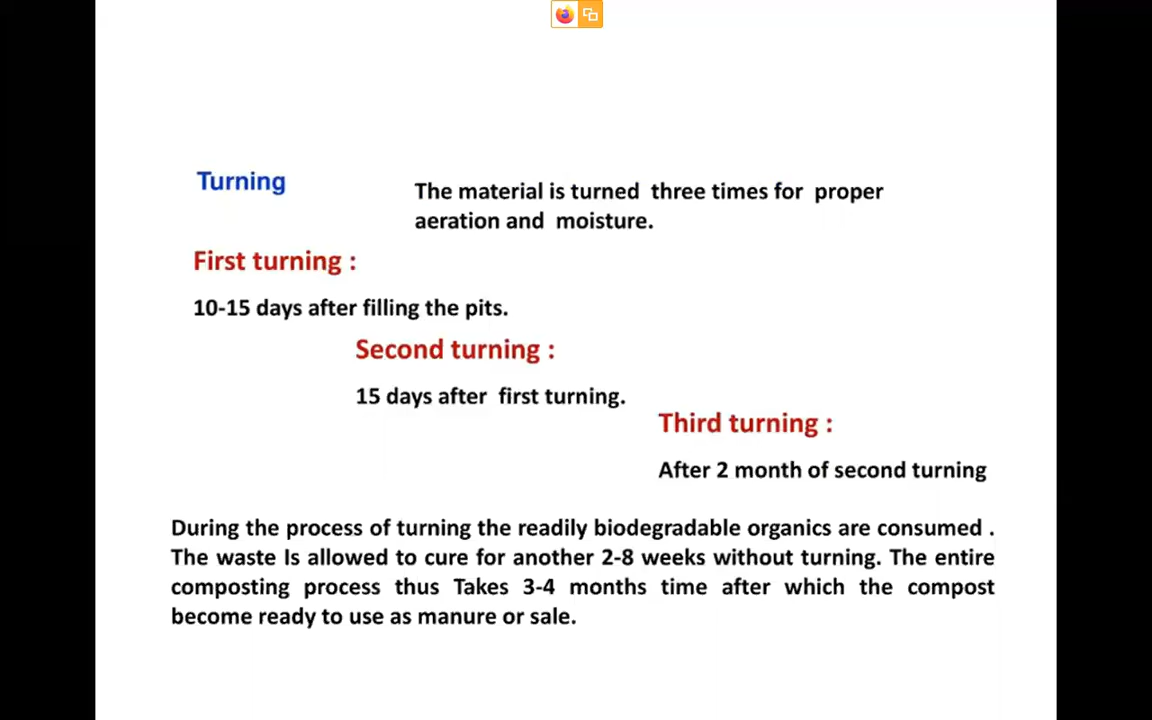 Turning
The material is turned three times for proper
aeration and moisture.
First turning :
10-15 days after filling the pits.
Second turning :
15 days after first turning.
Third turning :
After 2 month of second turning
During the process of turning the readily biodegradable organics are consumed .
The waste Is allowed to cure for another 2-8 weeks without turning. The entire
composting process thus Takes 3-4 months time after which the compost
become ready to use as manure or sale.